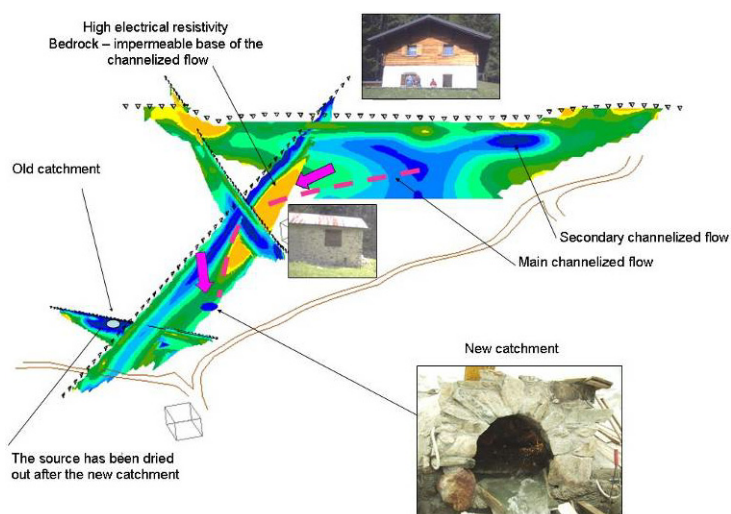 High electrical resistivity
Bedrock – impermeable base of the
channelized flow
Old catchment
Secondary channelized flow
Main channelized flow
New catchment
The source has been dried
out after the new catchment